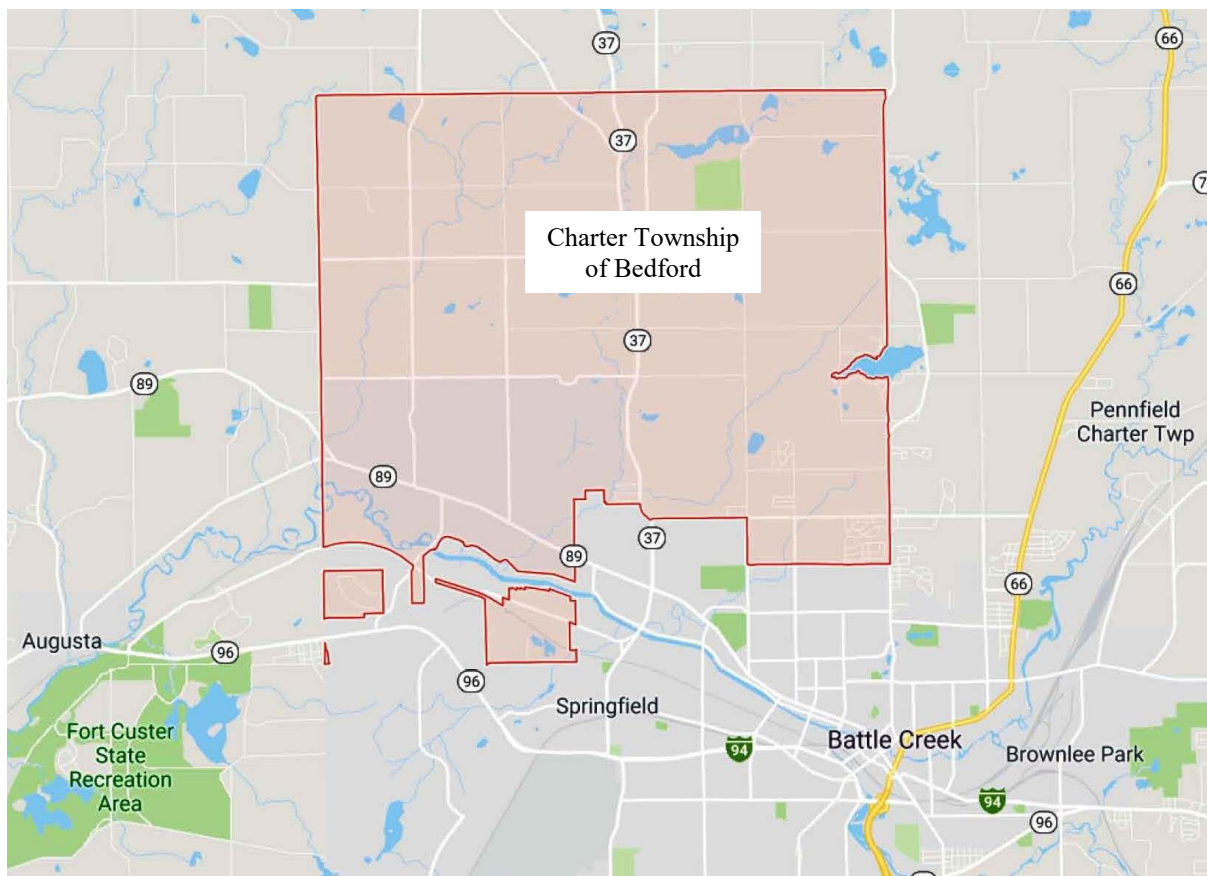 37
66
37
7
Charter Township
of Bedford
66
37
89
Pennfield
Charter Twp
89
37
89
66
Augusta
96
96
Springfield
Fort Custer
State
Recreation
Area
94
Battle Creek
Brownlee Park
94
96